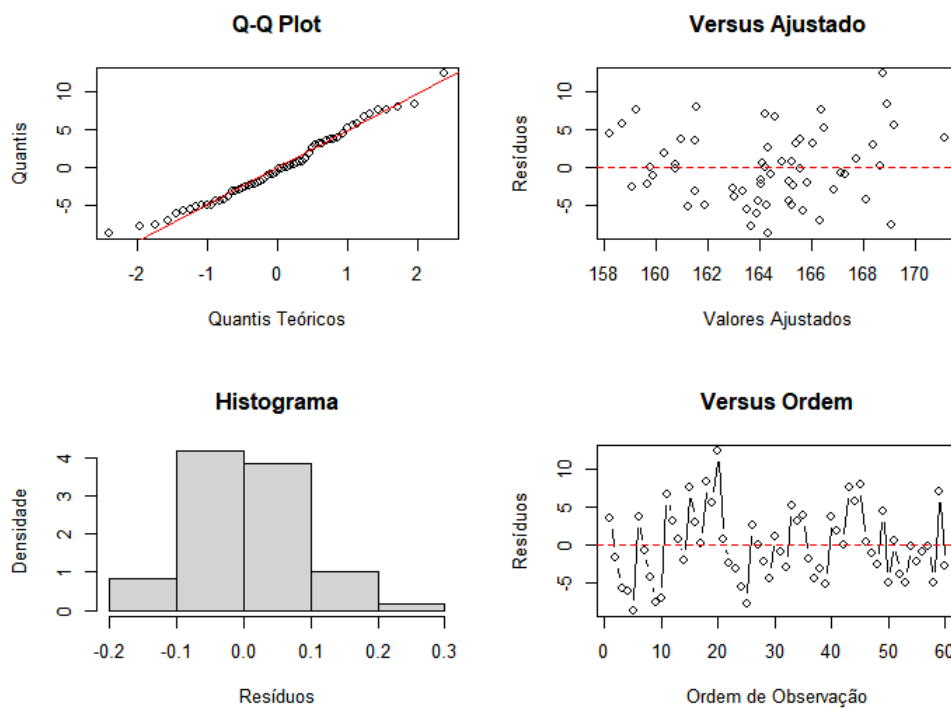 Q-Q Plot
Quantis
-5 0 5 10
-2 -1 0 1 2
Quantis Teóricos
Versus Ajustado
Resíduos
-5 0 5 10
158 160 162 164 166 168 170
Valores Ajustados
Histograma
Densidade
0 1 2 3 4
-0.2 -0.1 0.0 0.1 0.2 0.3
Resíduos
Versus Ordem
Resíduos
-5 0 5 10
0 10 20 30 40 50 60
Ordem de Observação